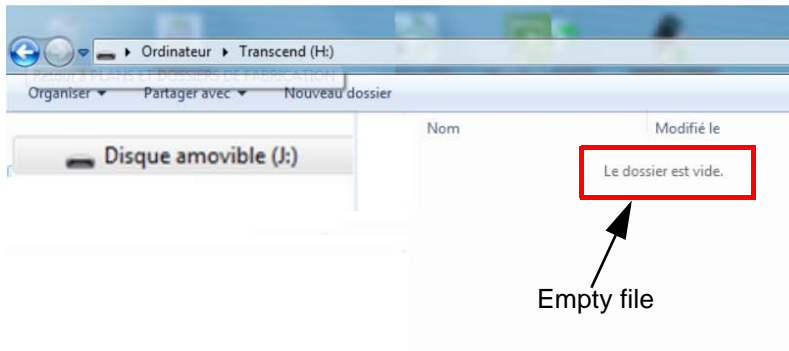 Ordinateur ▸ Transcend (H:)
Retour à PLANS ET DOSSIERS DE FABRICATION
Organiser Partager avec Nouveau dossier
Nom Modifié le
Disque amovible (J:)
Le dossier est vide.
Empty file